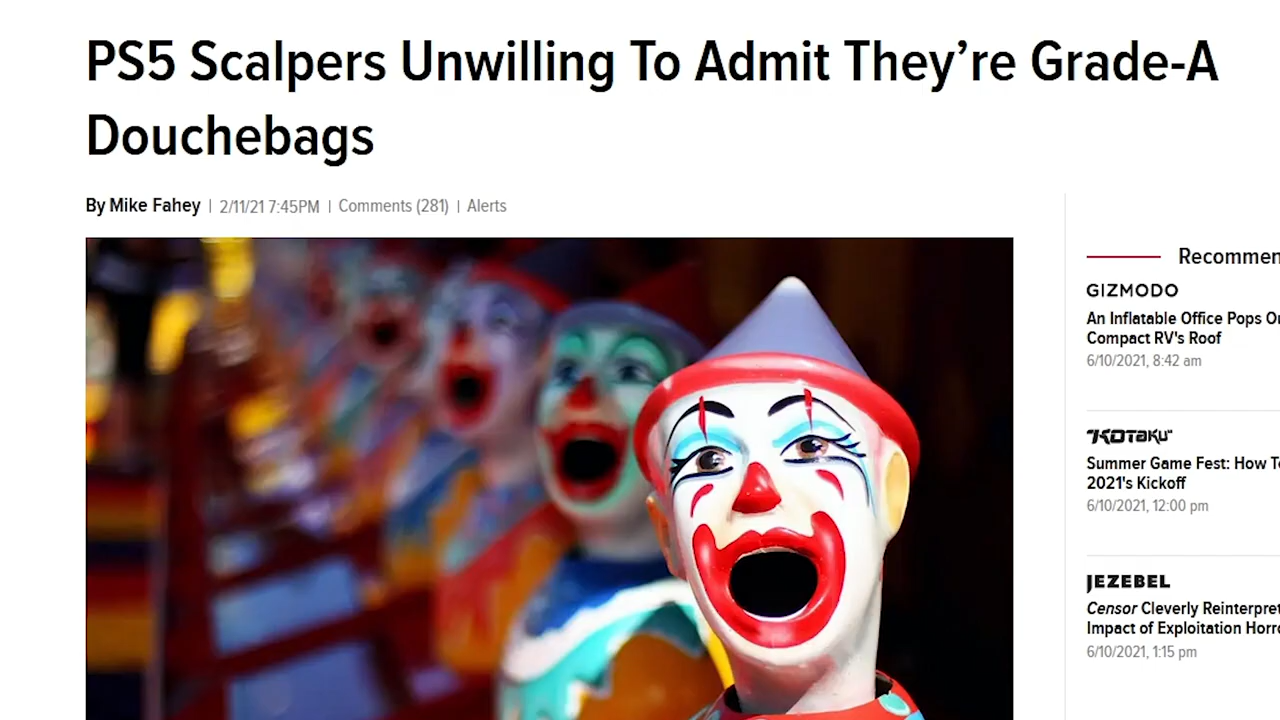 PS5 Scalpers Unwilling To Admit They’re Grade-A
Douchebags
By Mike Fahey | 2/11/21 7:45PM | Comments (281) | Alerts
Recommen
GIZMODO
An Inflatable Office Pops O
Compact RV's Roof
6/10/2021, 8:42 am
KOTAKU
Summer Game Fest: How T
2021's Kickoff
6/10/2021, 12:00 pm
JEZEBEL
Censor Cleverly Reinterpret
Impact of Exploitation Horro
6/10/2021, 1:15 pm